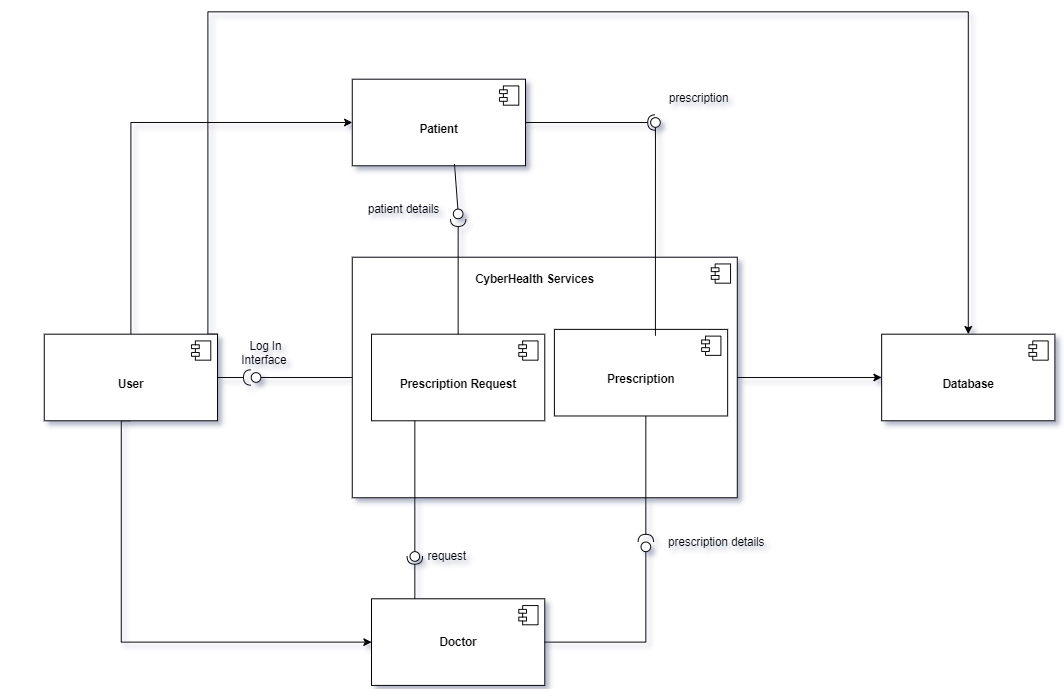 prescription
Patient
patient details
CyberHealth Services
Log In
Interface
User
Prescription Request
Prescription
Database
request
prescription details
Doctor